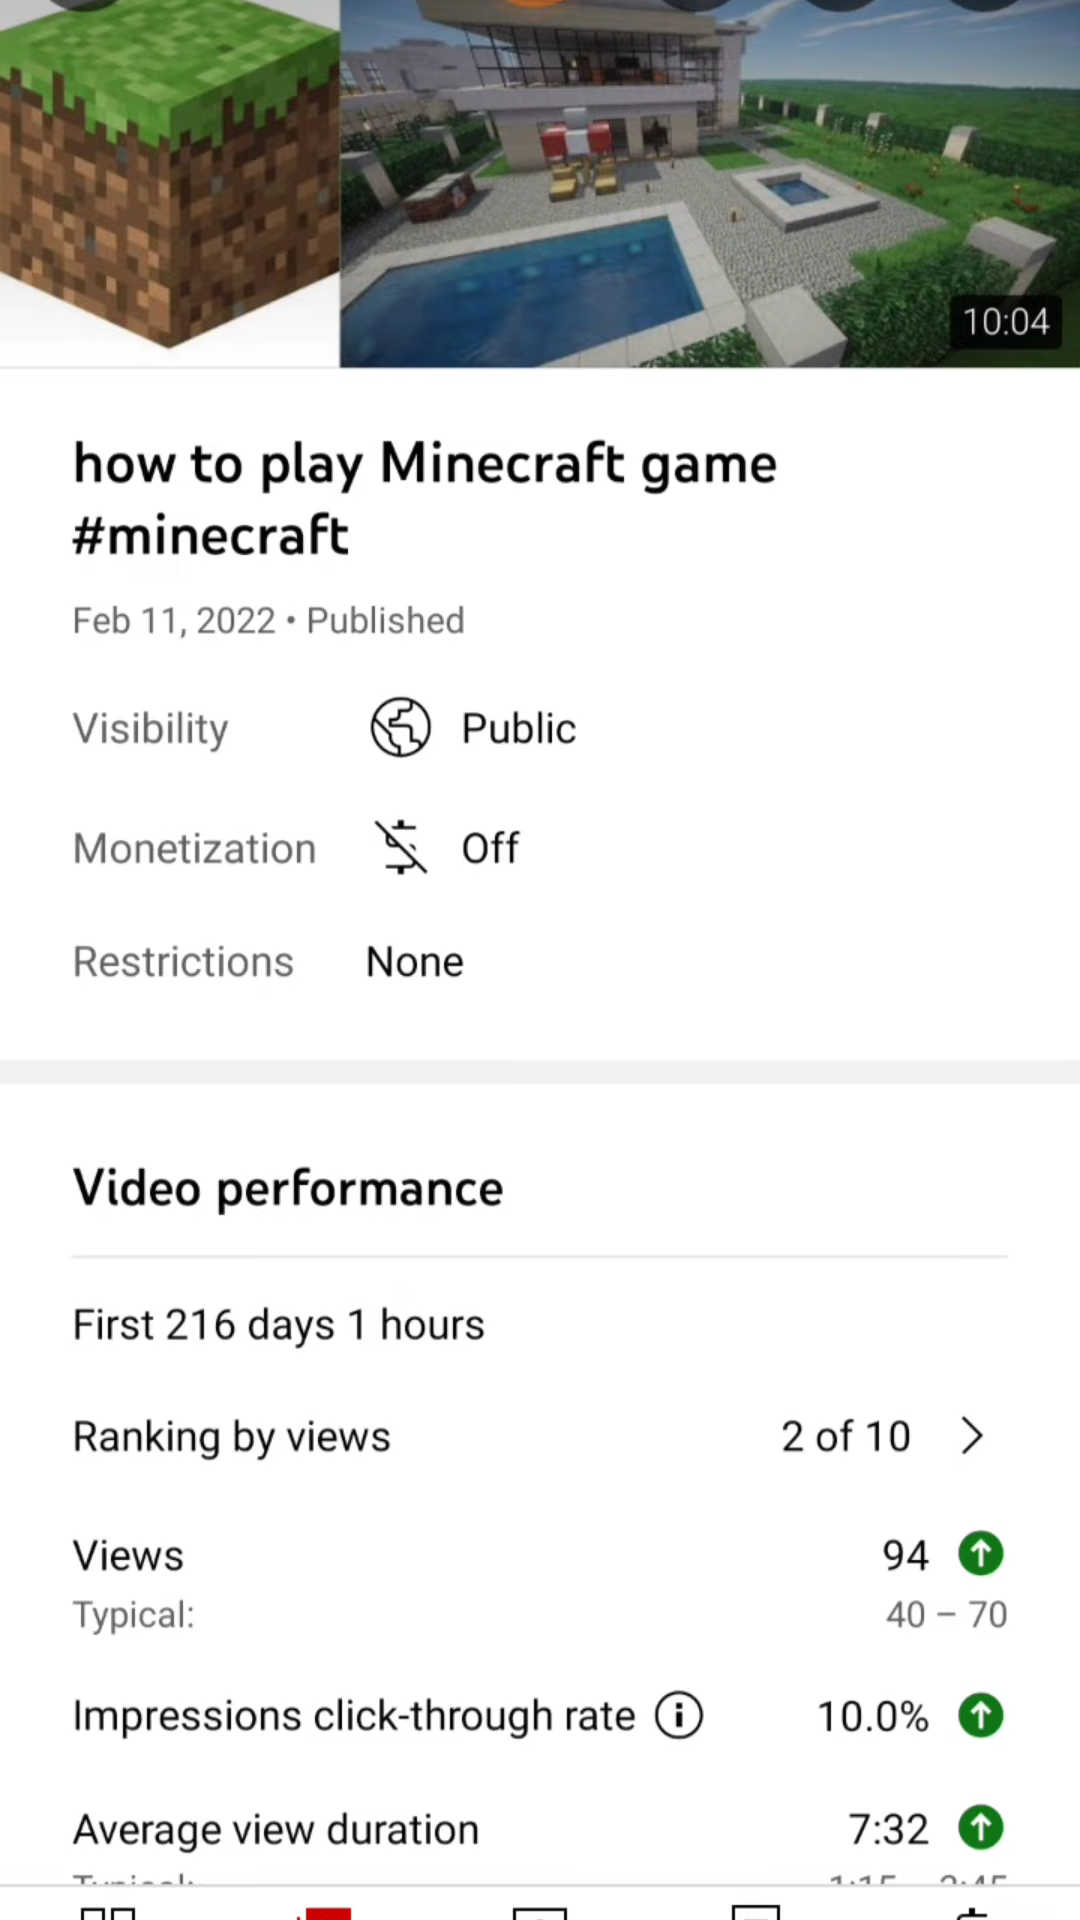 10:04
how to play Minecraft game
#minecraft
Feb 11, 2022 • Published
Visibility Public
Monetization Off
Restrictions None
Video performance
First 216 days 1 hours
Ranking by views 2 of 10
Views 94
Typical: 40 – 70
Impressions click-through rate 10.0%
Average view duration 7:32